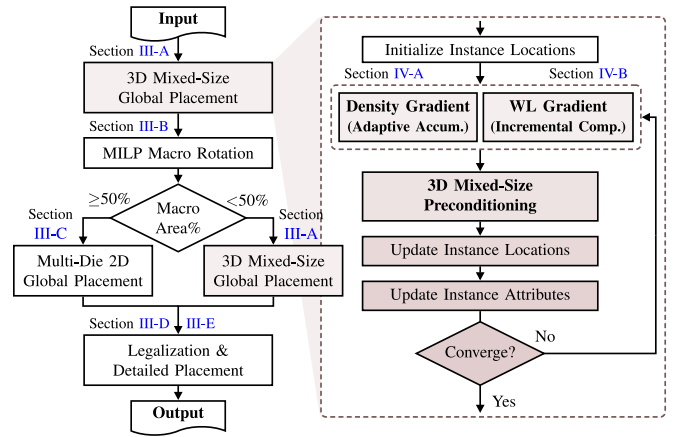 Input
Section III-A
3D Mixed-Size
Global Placement
Section III-B
MILP Macro Rotation
≥50%
<50%
Macro
Area%
Section
III-C
Section
III-A
Multi-Die 2D
Global Placement
3D Mixed-Size
Global Placement
Section III-D
III-E
Legalization &
Detailed Placement
Output
Initialize Instance Locations
Section IV-A
Section IV-B
Density Gradient
(Adaptive Accum.)
WL Gradient
(Incremental Comp.)
3D Mixed-Size
Preconditioning
Update Instance Locations
Update Instance Attributes
Converge?
No
Yes